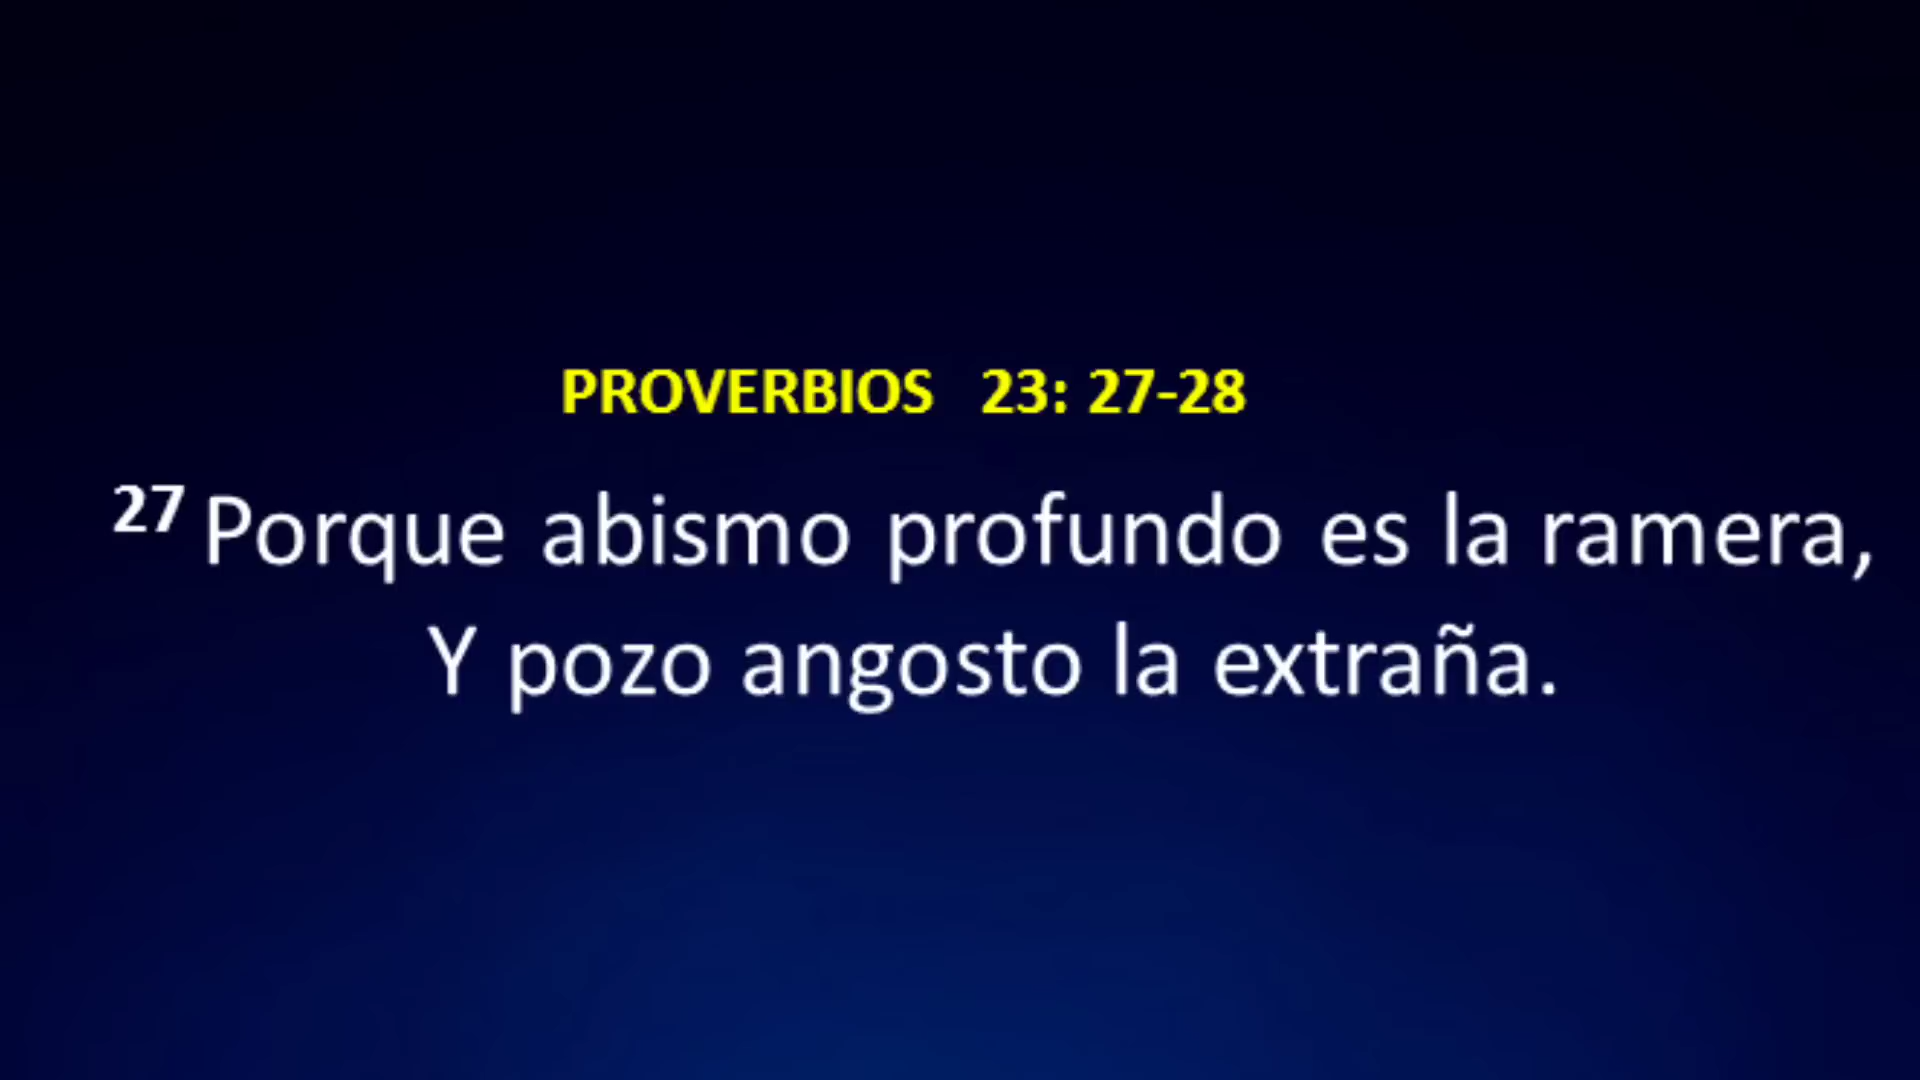 PROVERBIOS 23: 27-28
27 Porque abismo profundo es la ramera,
Y pozo angosto la extraña.